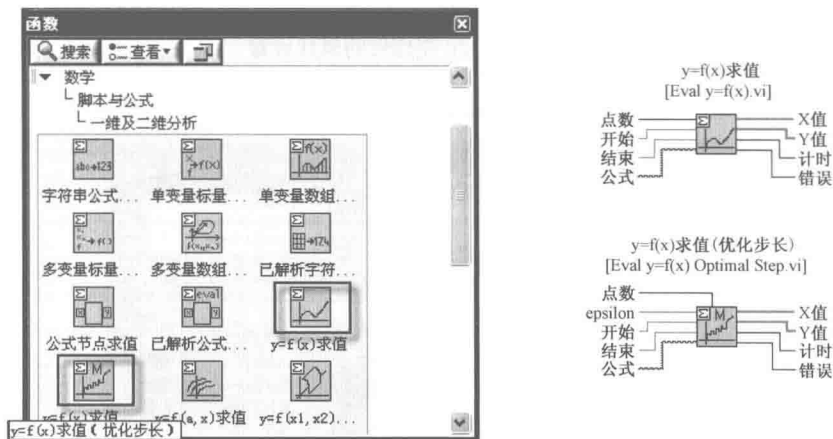 函数
搜索 查看
数学
脚本与公式
一维及二维分析
字符串公式... 单变量标量... 单变量数组...
多变量标量... 多变量数组... 已解析字符...
公式节点求值 已解析公式... y=f(x)求值
y=f(x)求值 y=f(a,x)求值 y=f(x1,x2)...
y=f(x)求值(优化步长)
y=f(x)求值
[Eval y=f(x).vi]
点数 X值
开始 Y值
结束 计时
公式 错误
y=f(x)求值(优化步长)
[Eval y=f(x) Optimal Step.vi]
点数
epsilon X值
开始 Y值
结束 计时
公式 错误